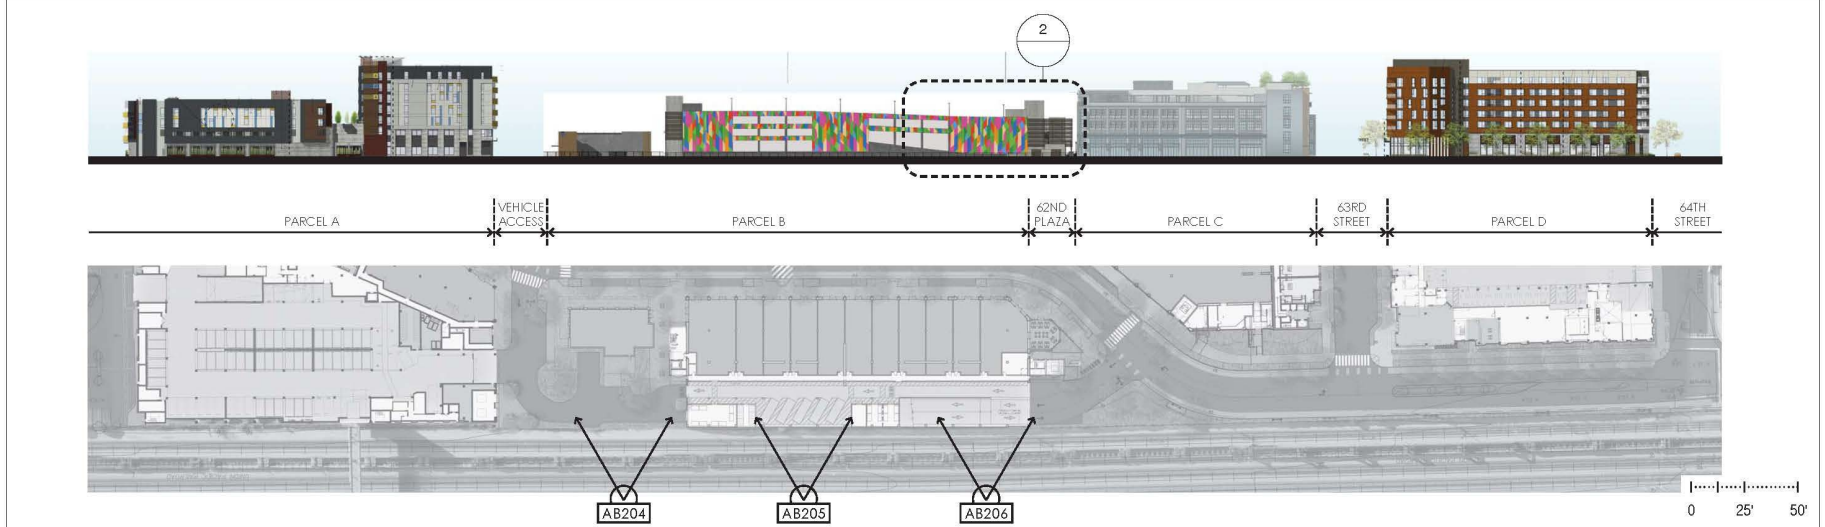 2
PARCEL A
VEHICLE
ACCESS
PARCEL B
62ND
PLAZA
PARCEL C
63RD
STREET
PARCEL D
64TH
STREET
AB204
AB205
AB206
0 25' 50'